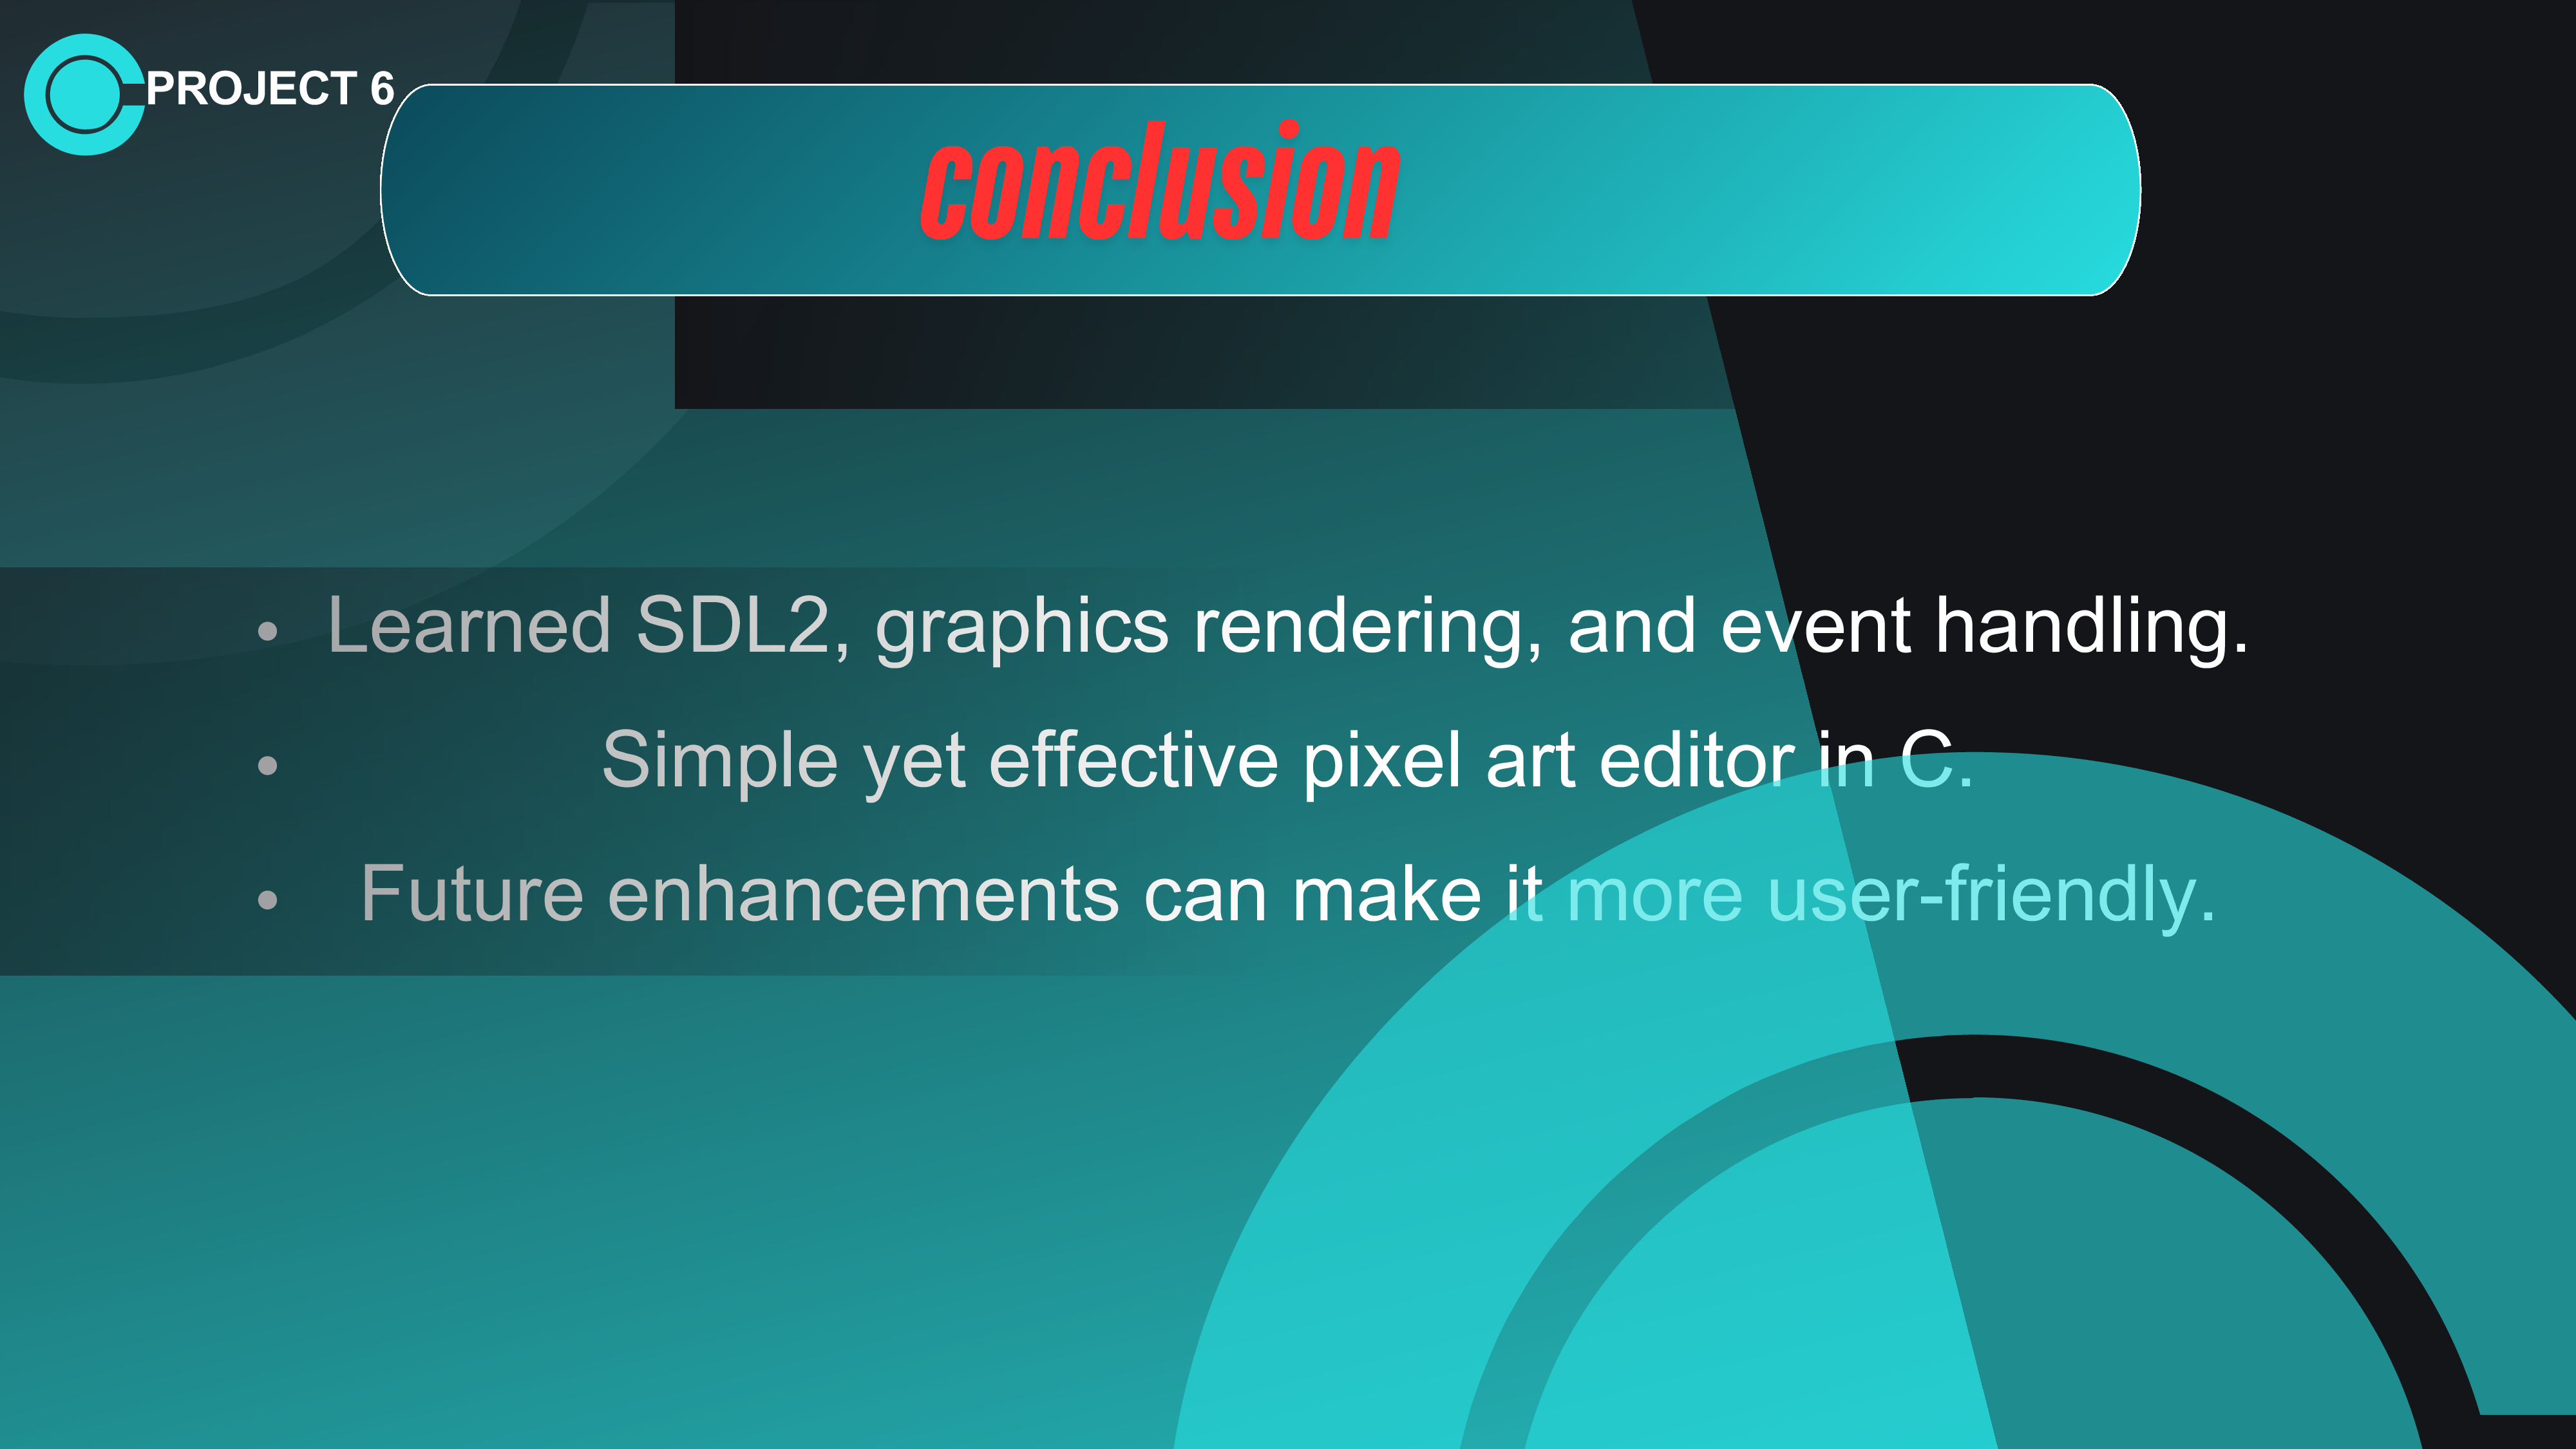 PROJECT 6
conclusion
• Learned SDL2, graphics rendering, and event handling.
• Simple yet effective pixel art editor in C.
• Future enhancements can make it more user-friendly.